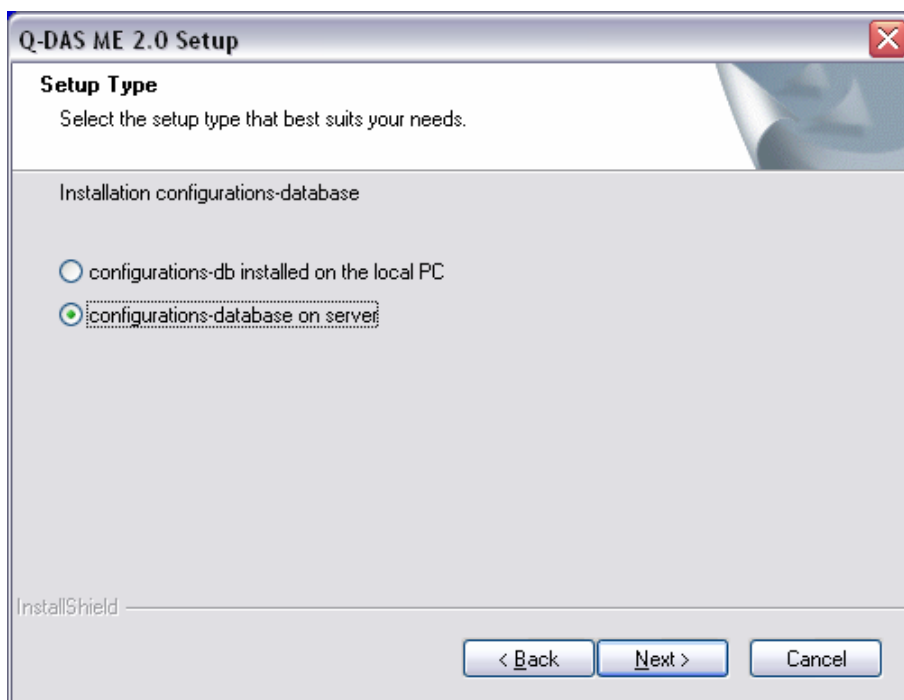 Q-DAS ME 2.0 Setup
Setup Type
Select the setup type that best suits your needs.
Installation configurations-database
configurations-db installed on the local PC
configurations-database on server
InstallShield
< Back
Next >
Cancel